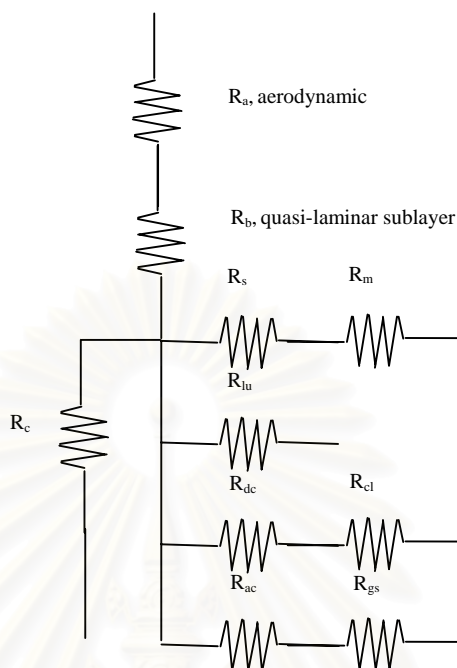 Ra, aerodynamic
Rb, quasi-laminar sublayer
Rs
Rm
Rlu
Rc
Rdc
Rcl
Rac
Rgs